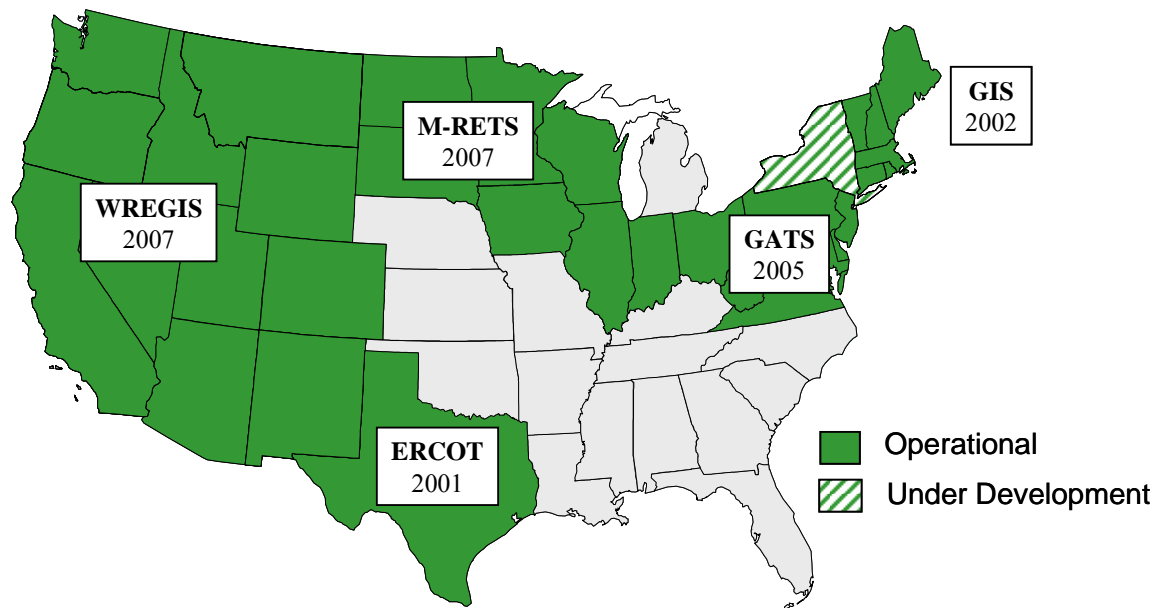 GIS
2002
M-RETS
2007
WREGIS
2007
GATS
2005
ERCOT
2001
Operational
Under Development